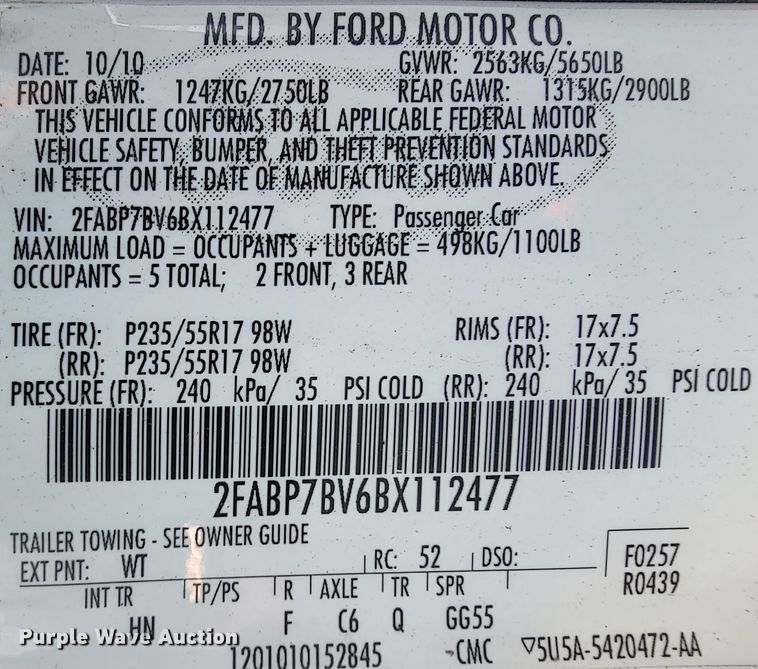 MFD. BY FORD MOTOR CO.
DATE: 10/10 GVWR: 2563KG/5650LB
FRONT GAWR: 1247KG/2750LB REAR GAWR: 1315KG/2900LB
THIS VEHICLE CONFORMS TO ALL APPLICABLE FEDERAL MOTOR
VEHICLE SAFETY, BUMPER, AND THEFT PREVENTION STANDARDS
IN EFFECT ON THE DATE OF MANUFACTURE SHOWN ABOVE.
VIN: 2FABP7BV6BX112477 TYPE: Passenger Car
MAXIMUM LOAD = OCCUPANTS + LUGGAGE = 498KG/1100LB
OCCUPANTS = 5 TOTAL; 2 FRONT, 3 REAR
TIRE (FR): P235/55R17 98W RIMS (FR): 17x7.5
(RR): P235/55R17 98W (RR): 17x7.5
PRESSURE (FR): 240 kPa/ 35 PSI COLD (RR): 240 kPa/ 35 PSI COLD
2FABP7BV6BX112477
TRAILER TOWING - SEE OWNER GUIDE
EXT PNT: WT RC: 52 DSO: F0257
INT TR TP/PS R AXLE TR SPR R0439
HN F C6 Q GG55
Purple Wave Auction
1201010152845 -CMC ▽5U5A-5420472-AA